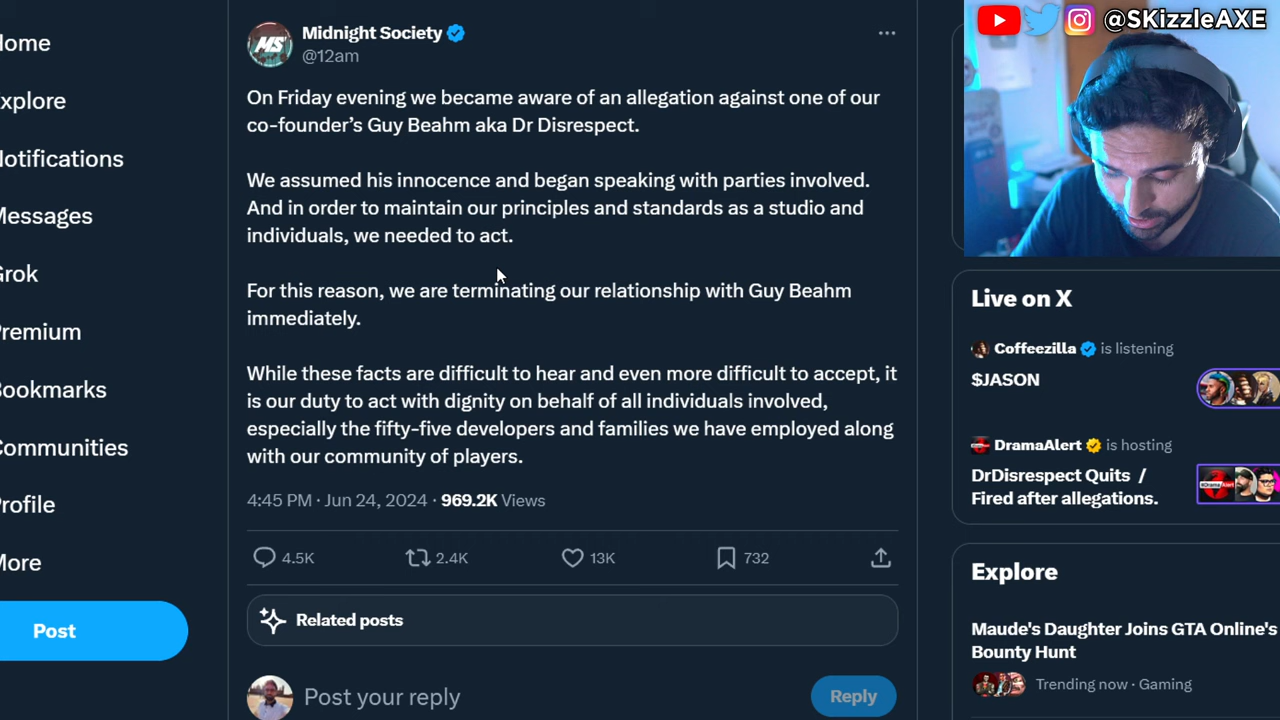 @SKizzleAXE
Home
Explore
Notifications
Messages
Grok
Premium
Bookmarks
Communities
Profile
More
Post
MS
Midnight Society
@12am
On Friday evening we became aware of an allegation against one of our
co-founder’s Guy Beahm aka Dr Disrespect.
We assumed his innocence and began speaking with parties involved.
And in order to maintain our principles and standards as a studio and
individuals, we needed to act.
For this reason, we are terminating our relationship with Guy Beahm
immediately.
While these facts are difficult to hear and even more difficult to accept, it
is our duty to act with dignity on behalf of all individuals involved,
especially the fifty-five developers and families we have employed along
with our community of players.
4:45 PM · Jun 24, 2024 · 969.2K Views
4.5K 2.4K 13K 732
Related posts
Post your reply
Reply
Live on X
Coffeezilla is listening
$JASON
DramaAlert is hosting
DrDisrespect Quits /
Fired after allegations.
Explore
Maude's Daughter Joins GTA Online's
Bounty Hunt
Trending now · Gaming